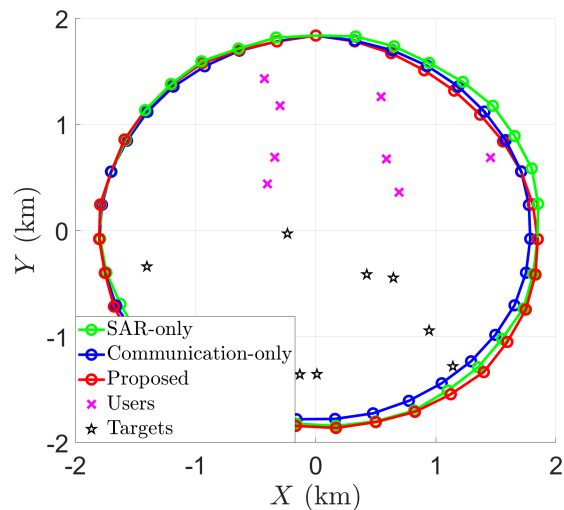 2
1
0
-1
-2
Y (km)
SAR-only
Communication-only
Proposed
Users
Targets
-2
-1
0
1
2
X (km)